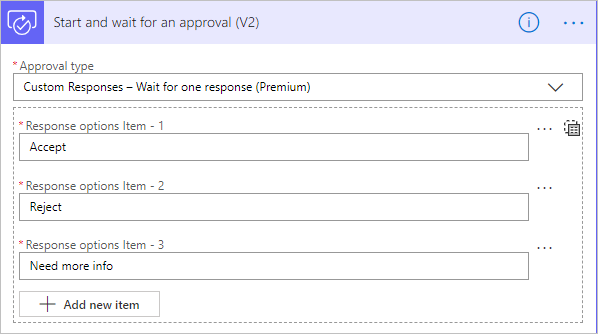 Start and wait for an approval (V2)
* Approval type
Custom Responses – Wait for one response (Premium)
* Response options Item - 1
Accept
* Response options Item - 2
Reject
* Response options Item - 3
Need more info
Add new item